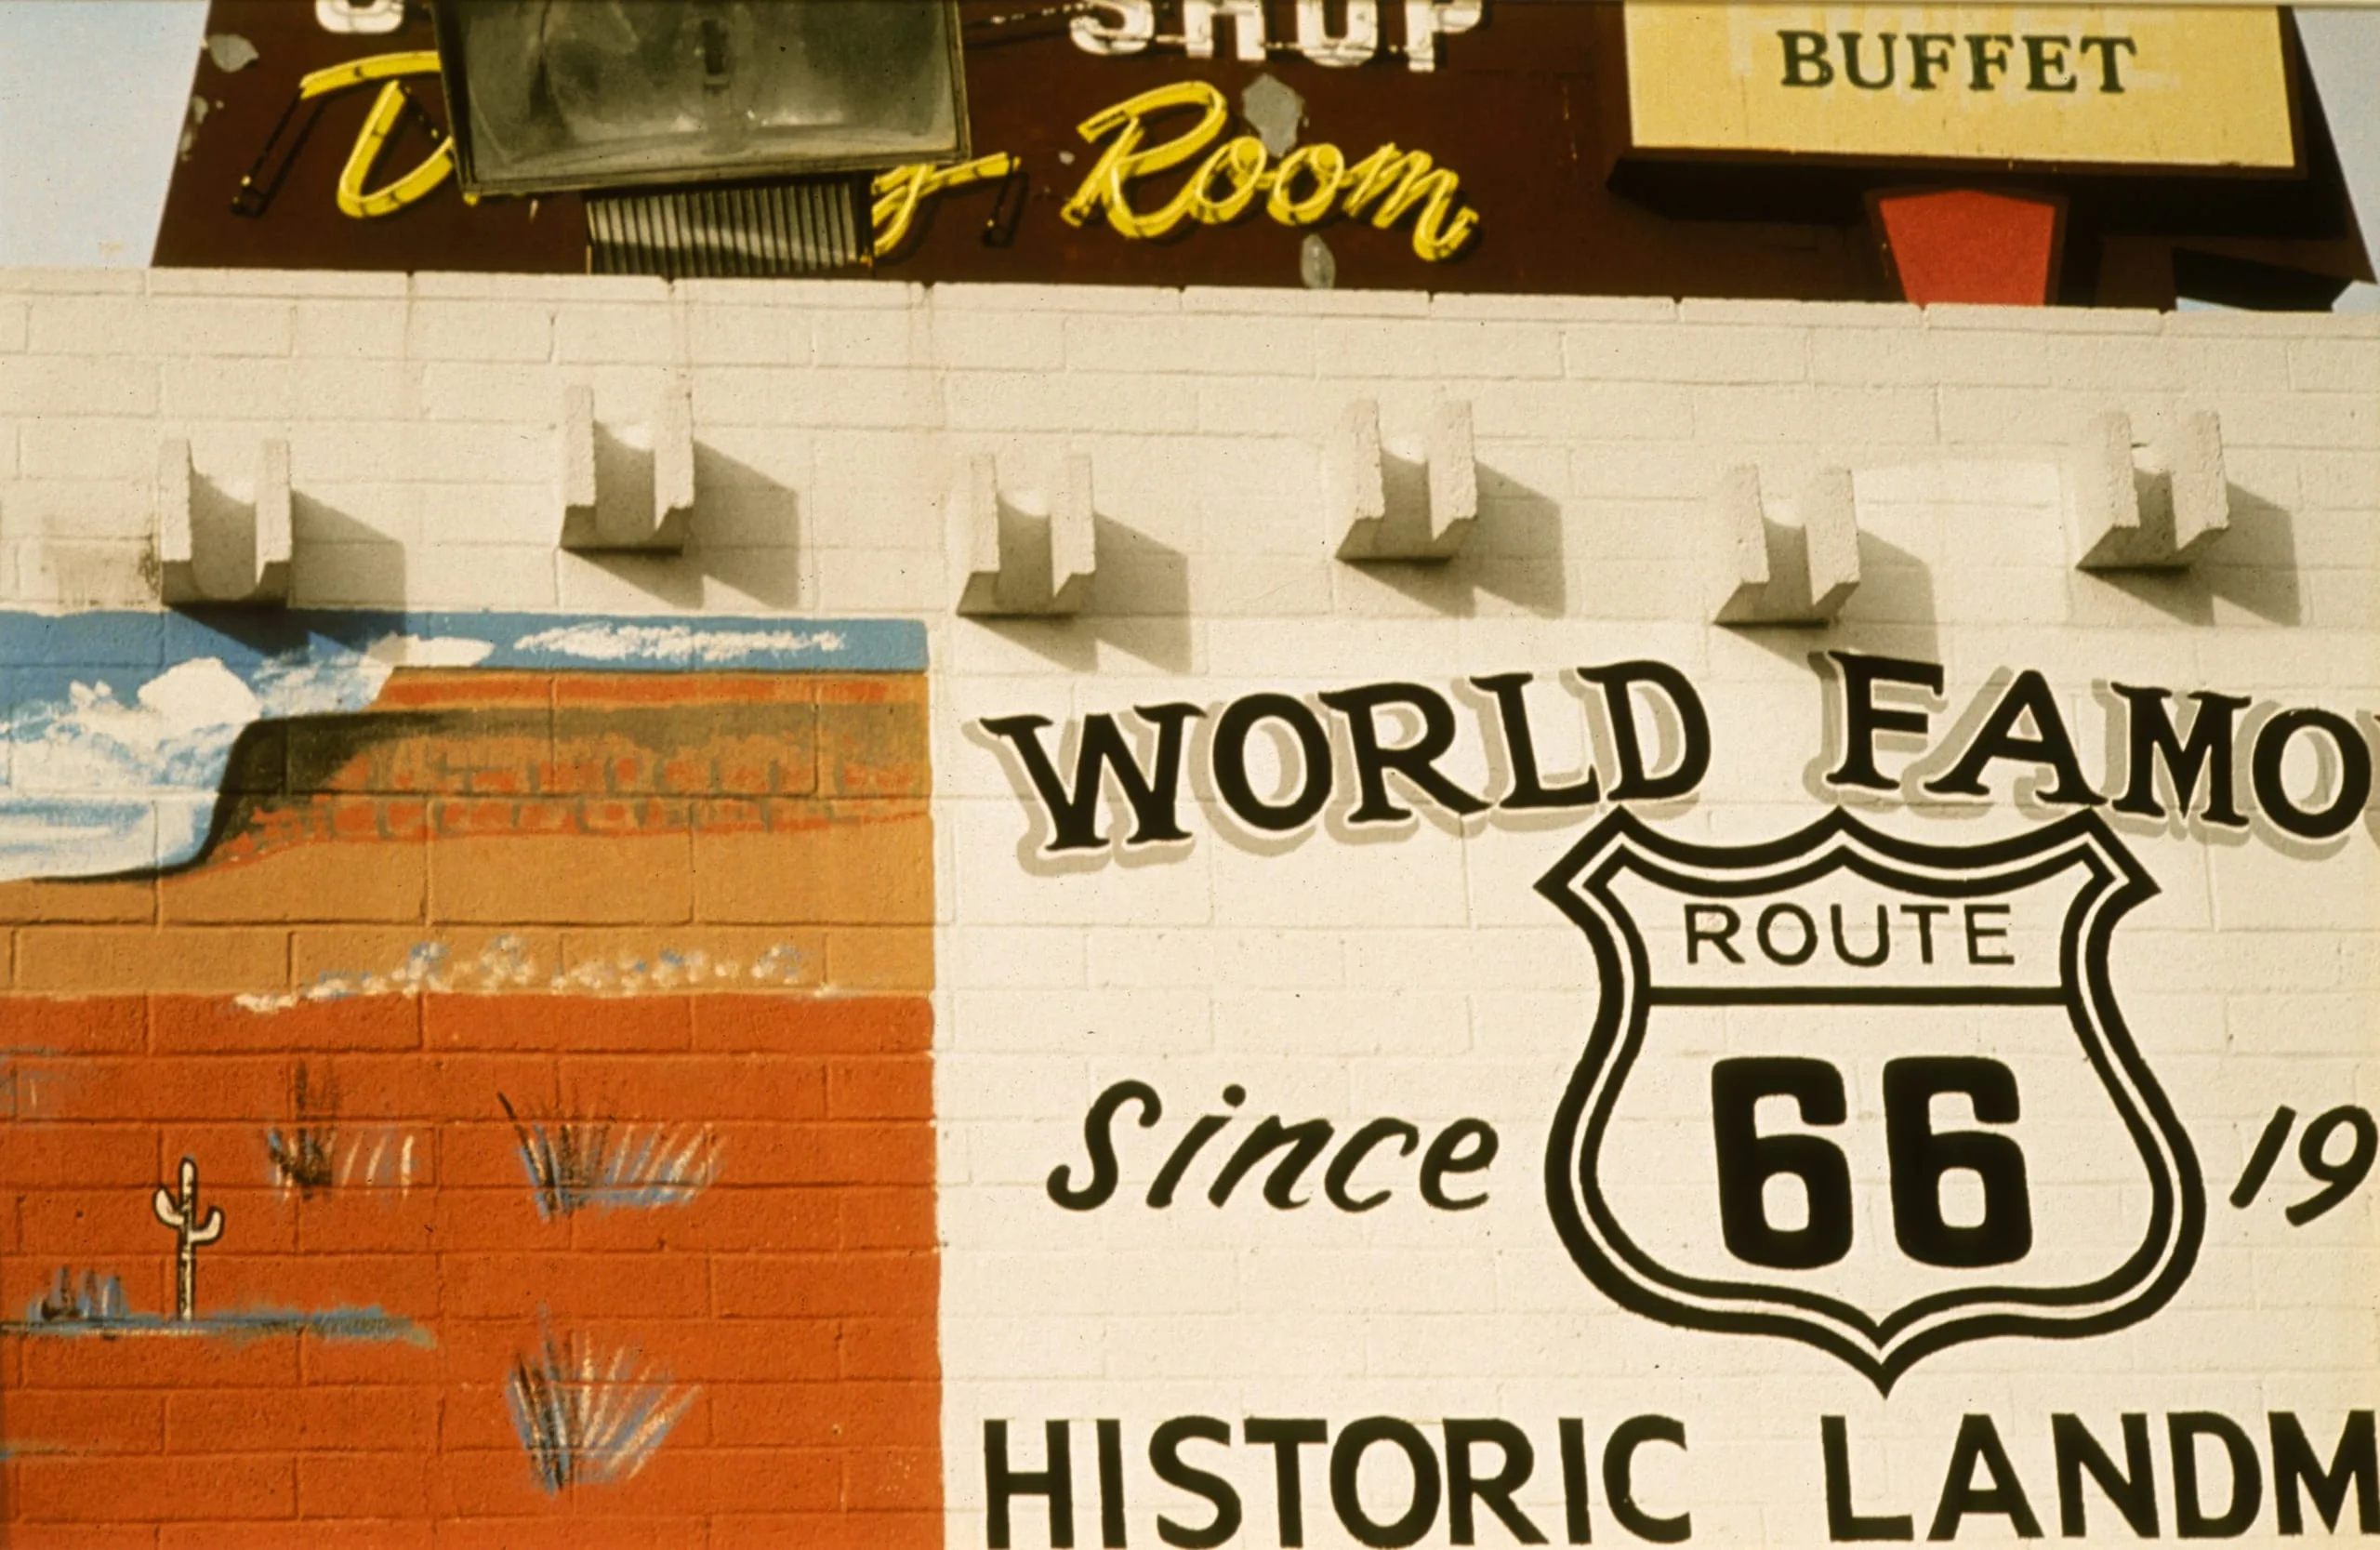 SHOP
BUFFET
Room
WORLD FAMO
ROUTE
66
Since 19
HISTORIC LANDM